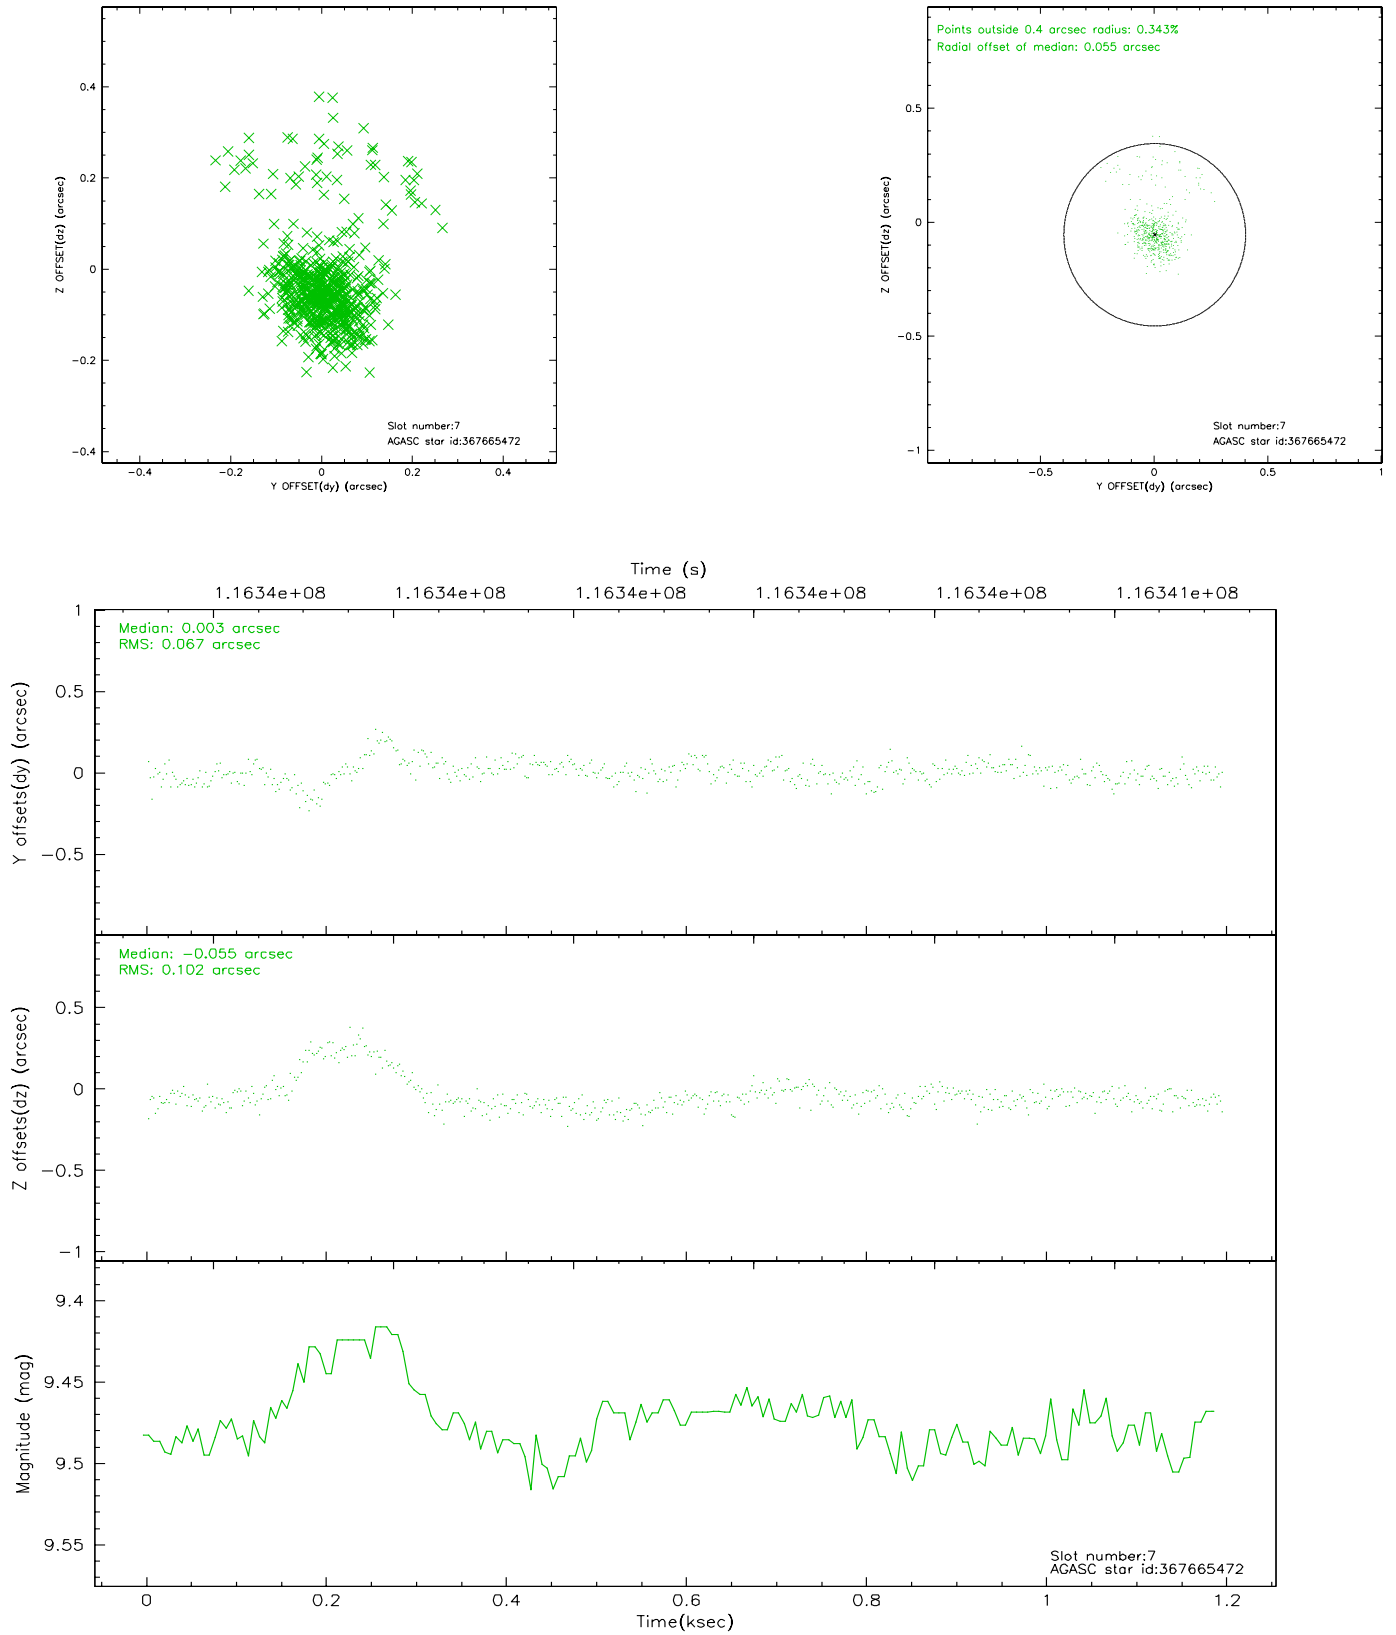 0.4
0.2
0
−0.2
−0.4
Z OFFSET(dz) (arcsec)
Slot number:7
AGASC star id:367665472
−0.4
−0.2
0
0.2
0.4
Y OFFSET(dy) (arcsec)
Points outside 0.4 arcsec radius: 0.343%
Radial offset of median: 0.055 arcsec
0.5
0
−0.5
−1
Z OFFSET(dz) (arcsec)
Slot number:7
AGASC star id:367665472
−0.5
0
0.5
1
Y OFFSET(dy) (arcsec)
Time (s)
1.1634e+08
1.1634e+08
1.1634e+08
1.1634e+08
1.1634e+08
1.16341e+08
Median: 0.003 arcsec
RMS: 0.067 arcsec
1
0.5
0
−0.5
Y offsets(dy) (arcsec)
Median: −0.055 arcsec
RMS: 0.102 arcsec
0.5
0
−0.5
−1
Z offsets(dz) (arcsec)
9.4
9.45
9.5
9.55
Magnitude (mag)
Slot number:7
AGASC star id:367665472
0
0.2
0.4
0.6
0.8
1
1.2
Time(ksec)